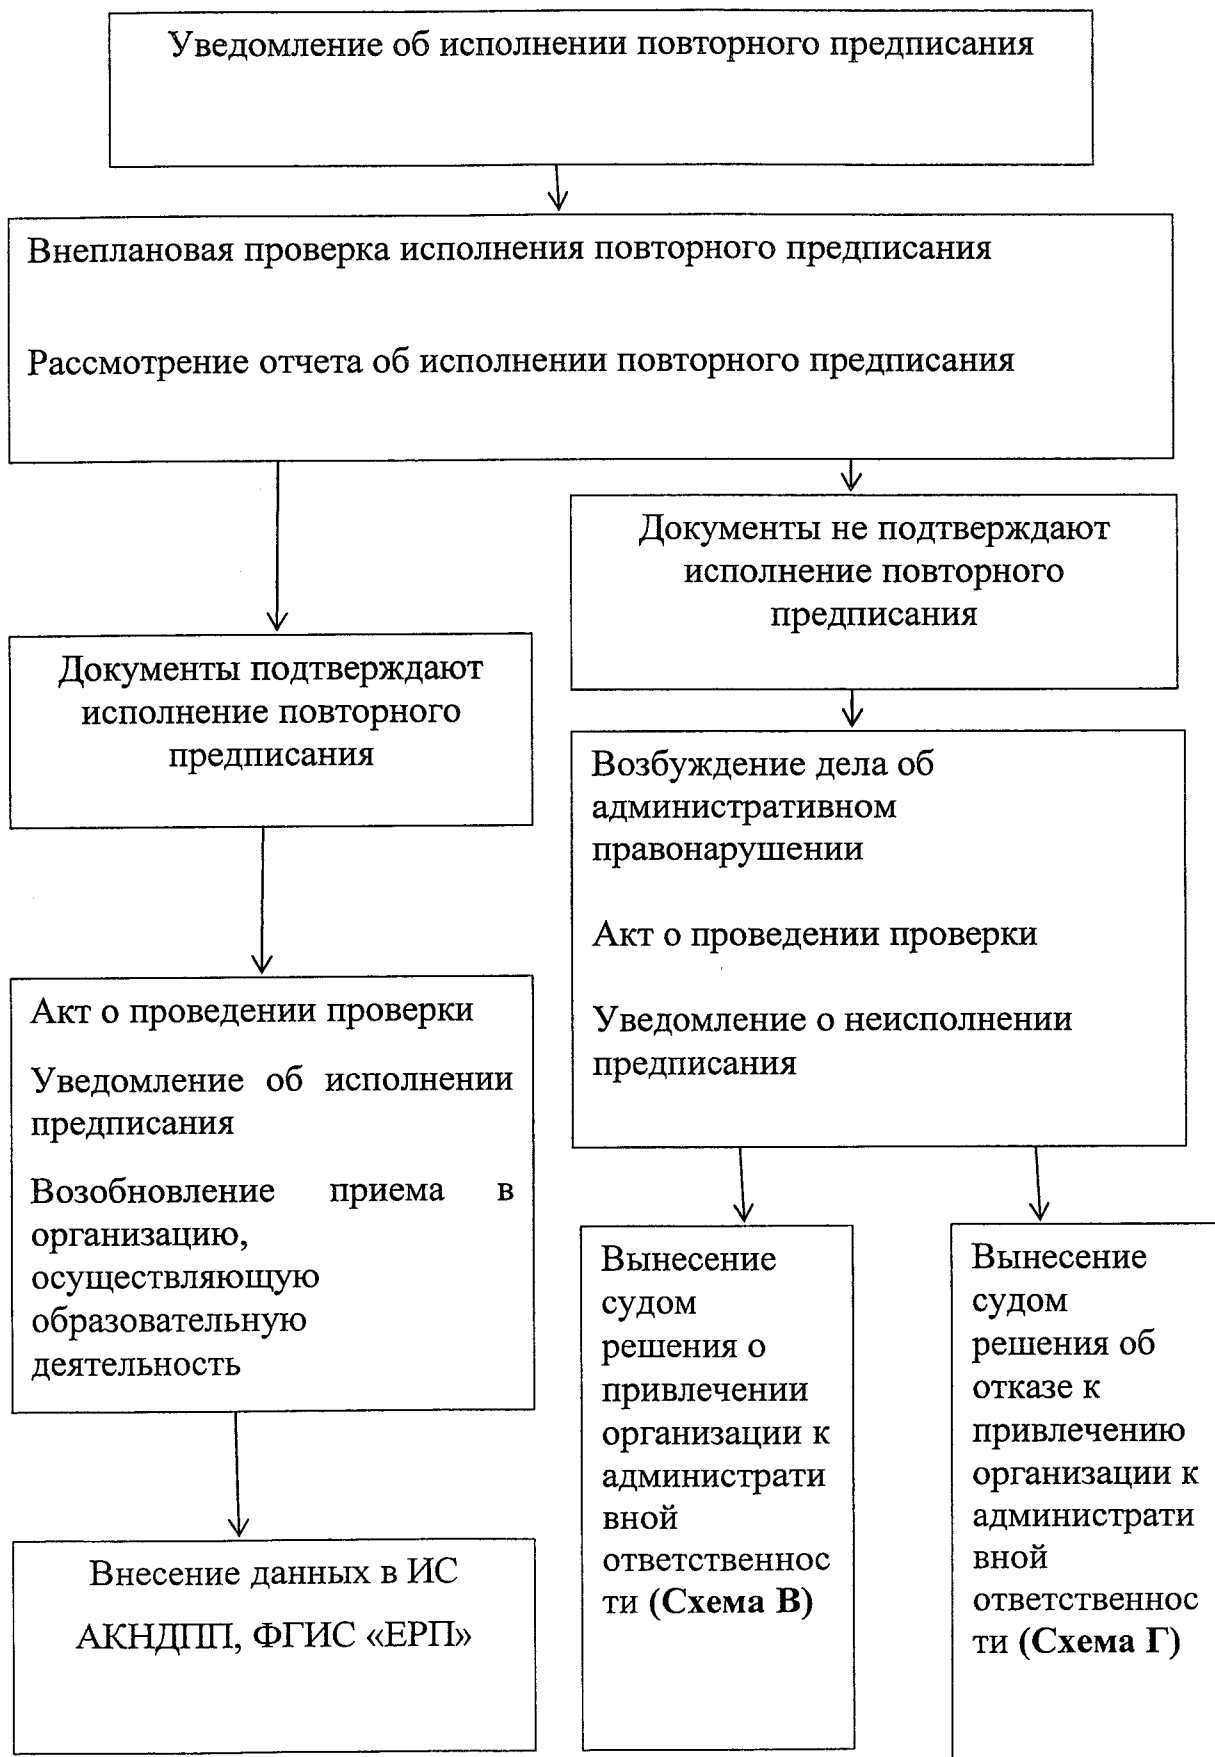 Уведомление об исполнении повторного предписания
Внеплановая проверка исполнения повторного предписания
Рассмотрение отчета об исполнении повторного предписания
Документы не подтверждают
исполнение повторного
предписания
Документы подтверждают
исполнение повторного
предписания
Возбуждение дела об
административном
правонарушении
Акт о проведении проверки
Уведомление о неисполнении
предписания
Акт о проведении проверки
Уведомление об исполнении
предписания
Возобновление приема в
организацию,
осуществляющую
образовательную
деятельность
Вынесение
судом
решения о
привлечении
организации к
администрати
вной
ответственнос
ти (Схема В)
Вынесение
судом
решения об
отказе к
привлечению
организации к
администрати
вной
ответственнос
ти (Схема Г)
Внесение данных в ИС
АКНДПП, ФГИС «ЕРП»